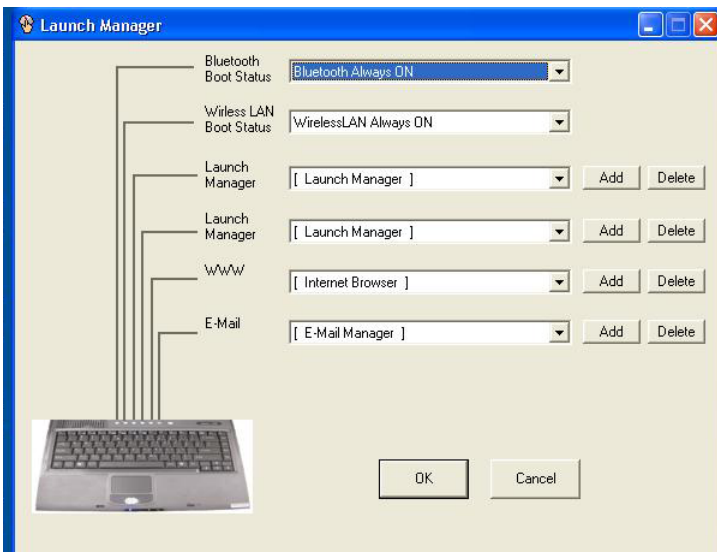 Launch Manager
Bluetooth
Boot Status
Bluetooth Always ON
Wirless LAN
Boot Status
WirelessLAN Always ON
Launch
Manager
[ Launch Manager ]
Add
Delete
Launch
Manager
[ Launch Manager ]
Add
Delete
WWW
[ Internet Browser ]
Add
Delete
E-Mail
[ E-Mail Manager ]
Add
Delete
OK
Cancel